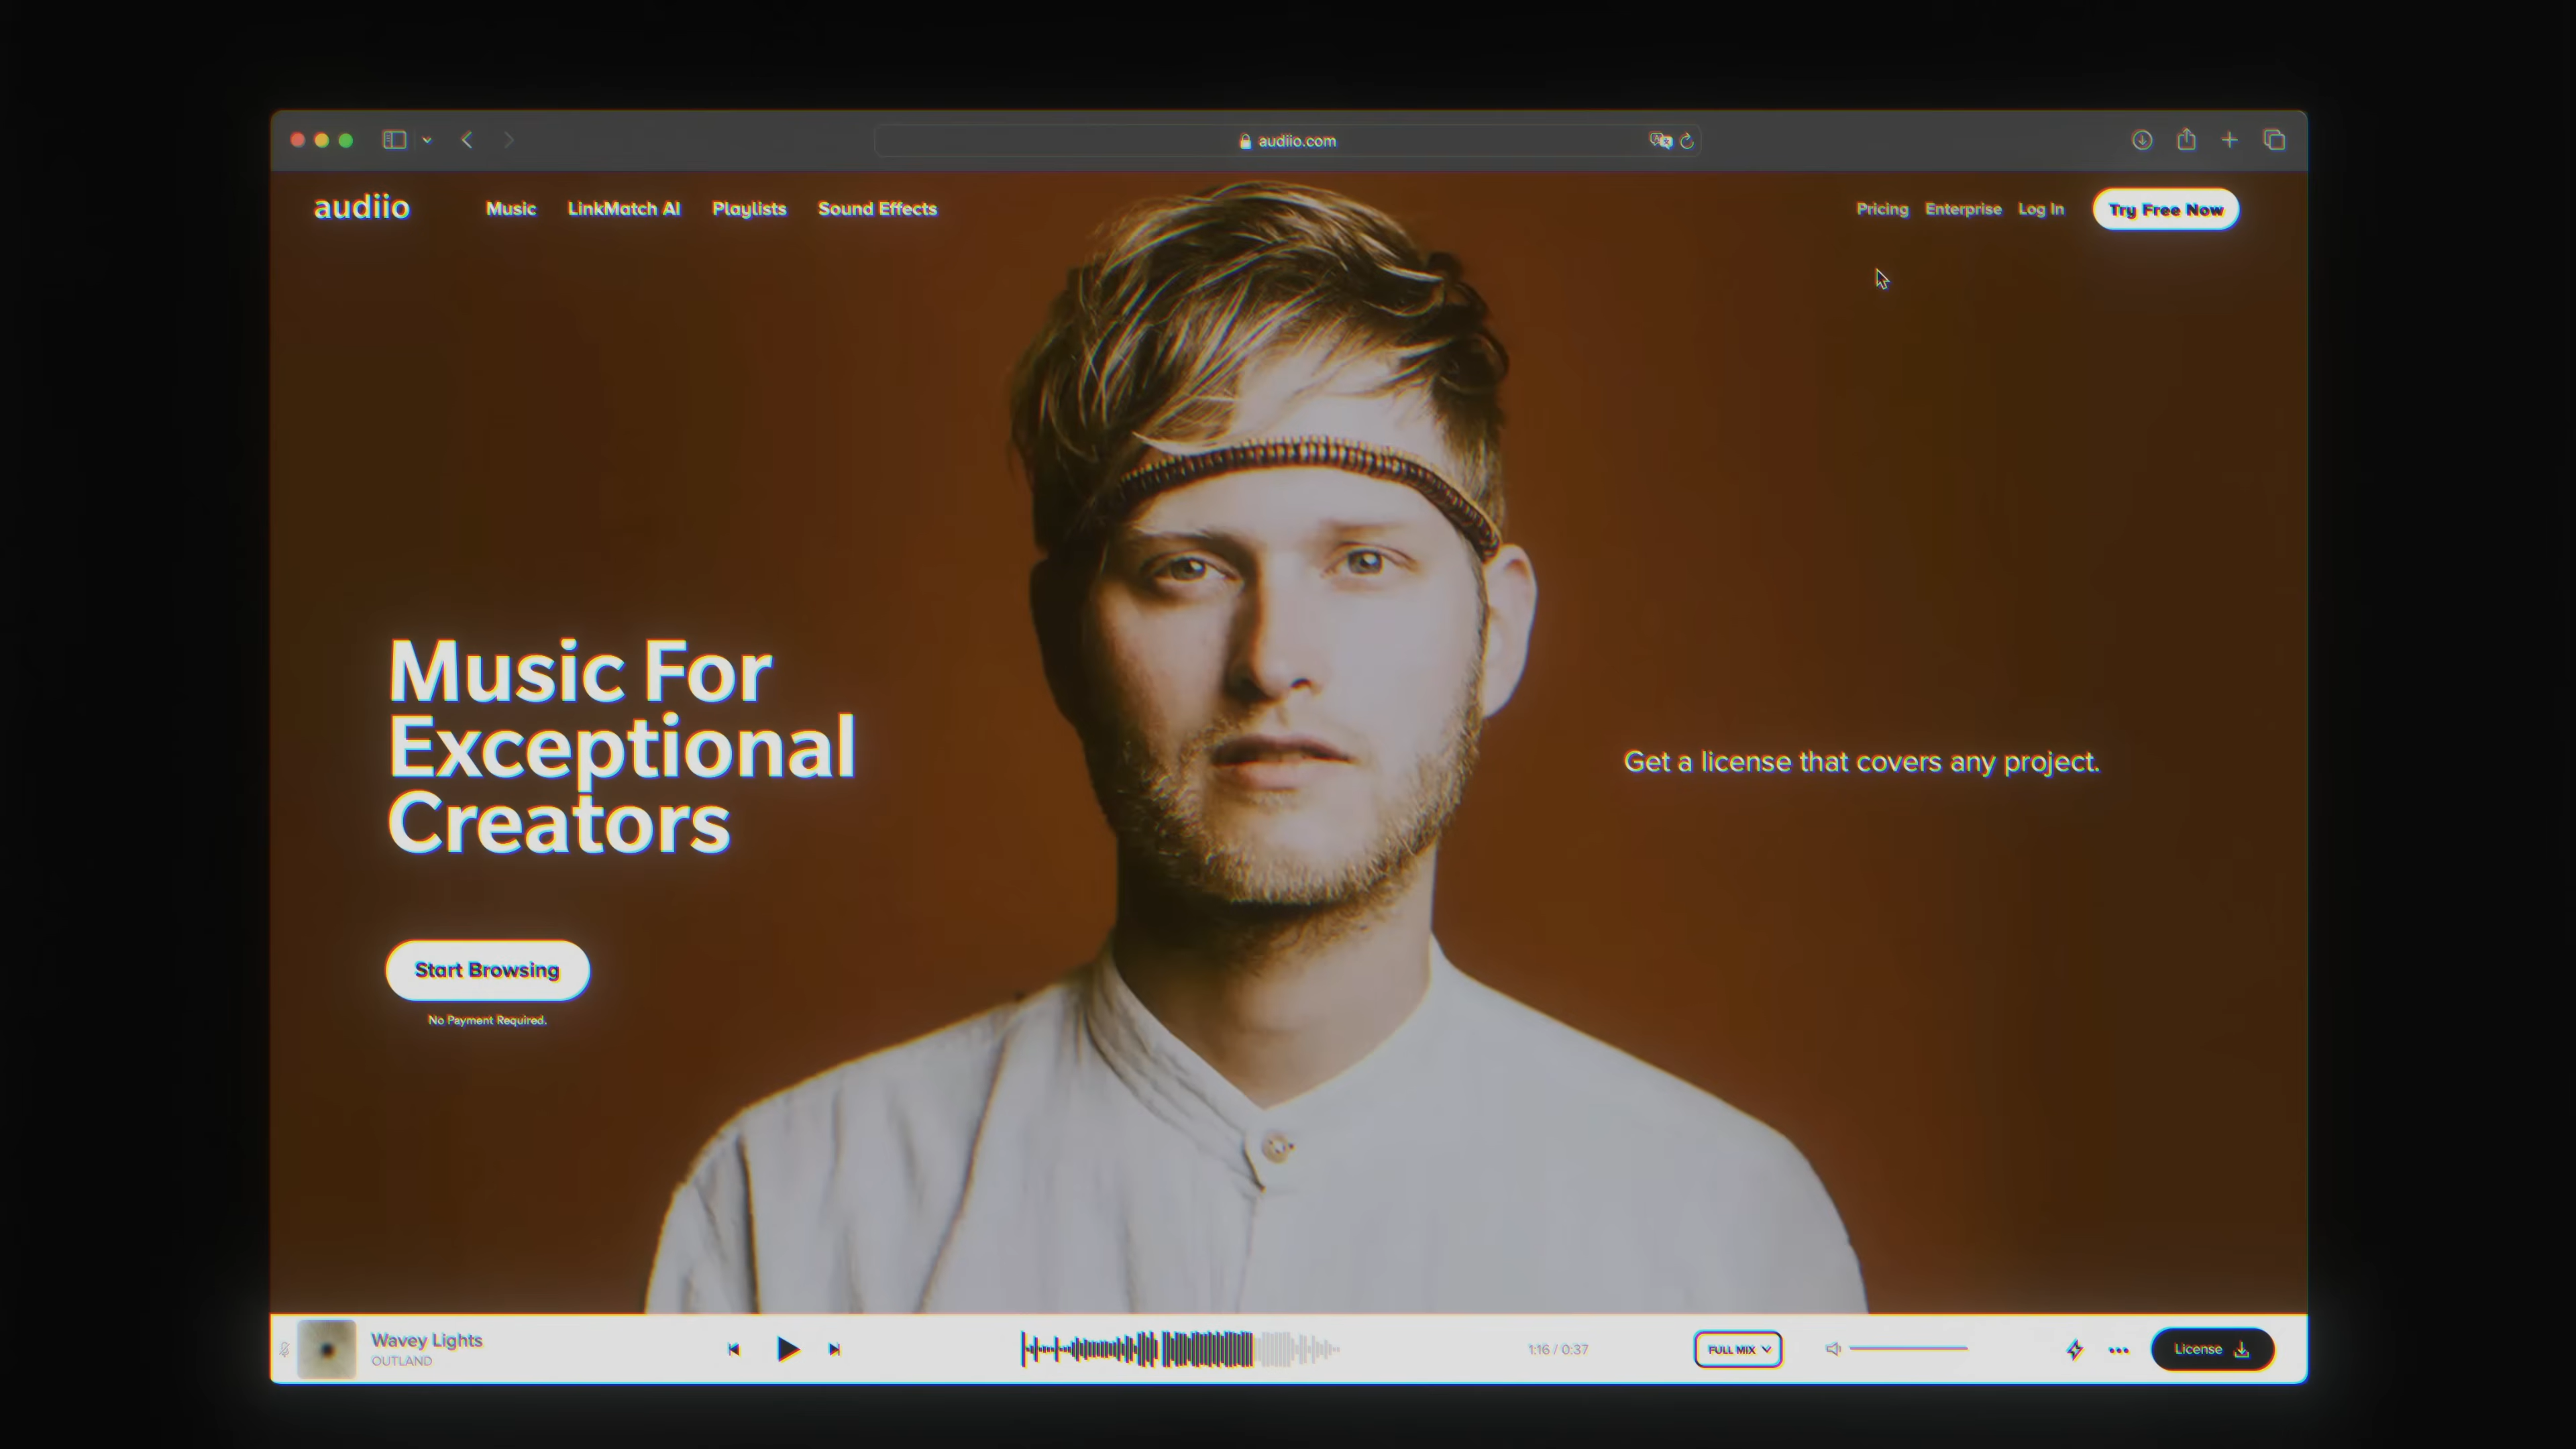 audiio.com
audiio
Music
LinkMatch AI
Playlists
Sound Effects
Pricing
Enterprise
Log In
Try Free Now
Music For
Exceptional
Creators
Get a license that covers any project.
Start Browsing
No Payment Required.
Wavey Lights
OUTLAND
1:16 / 0:37
FULL MIX
License